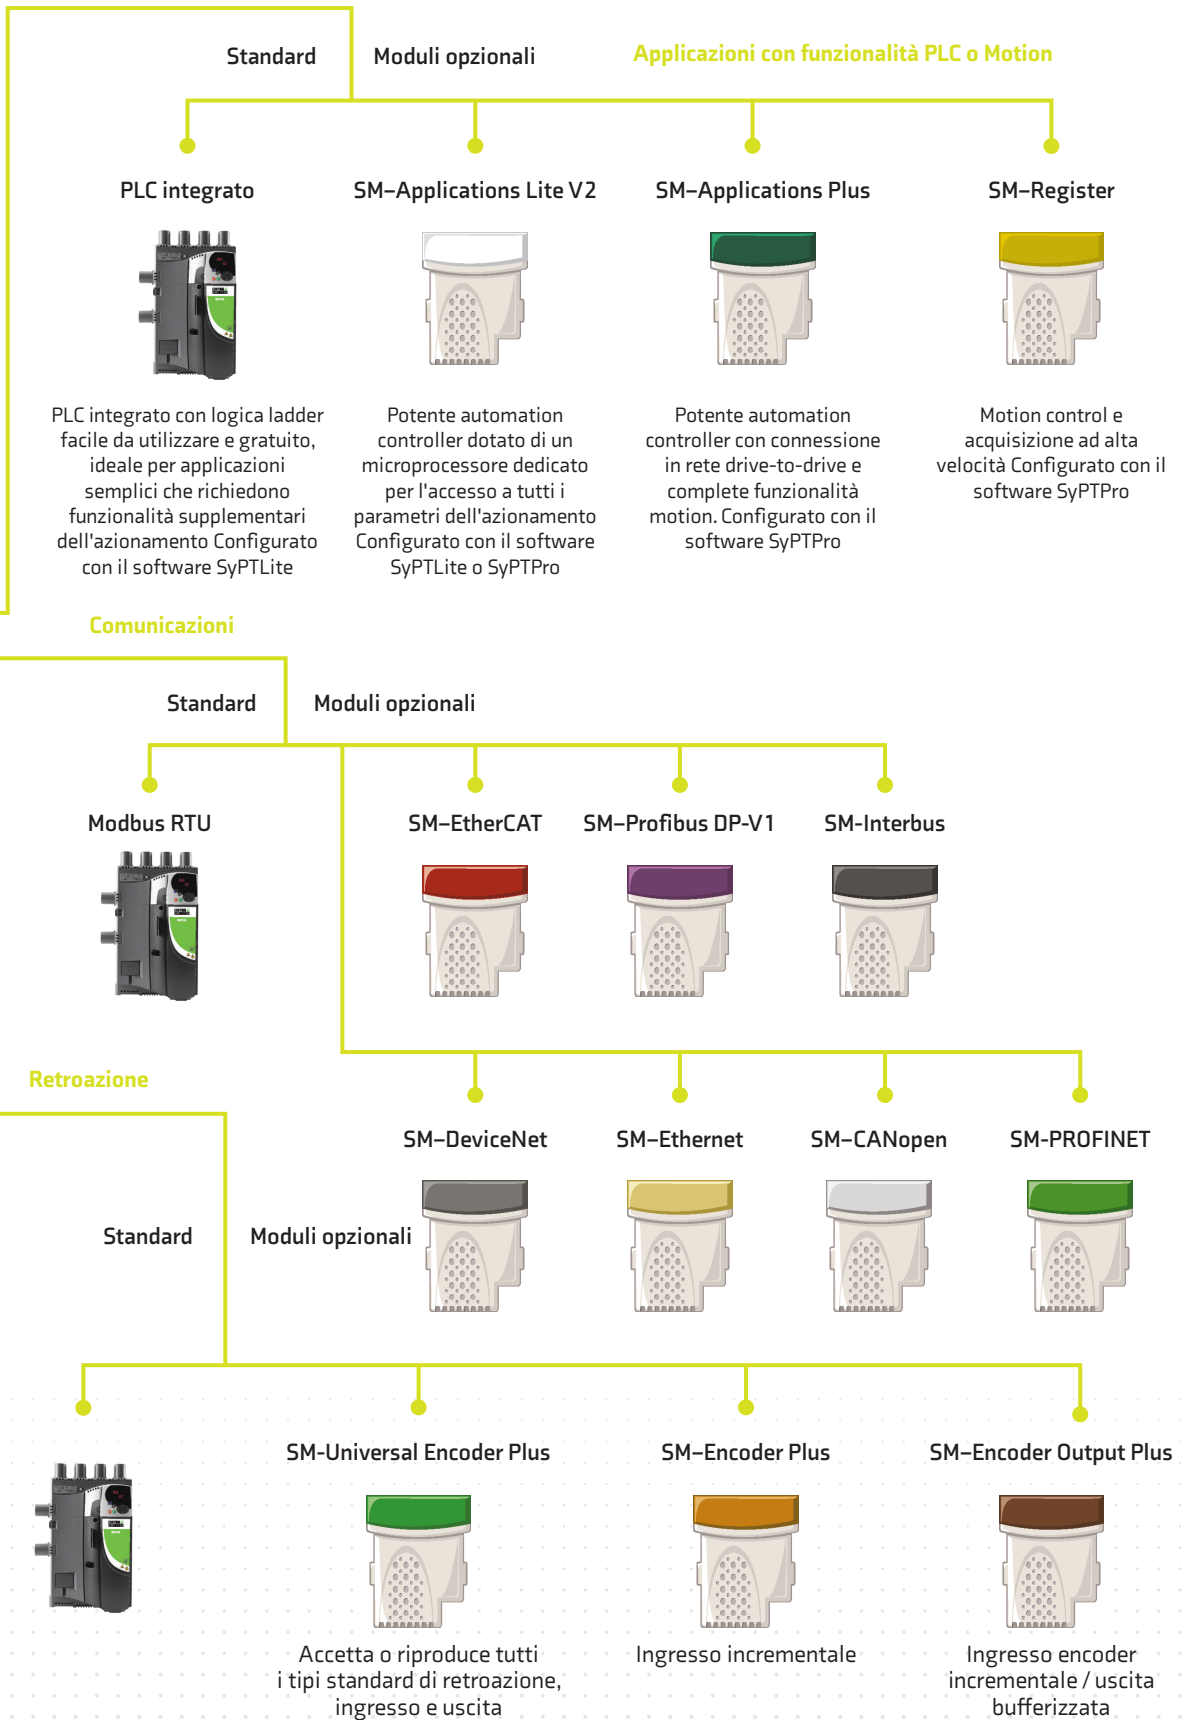 Standard
Moduli opzionali
Applicazioni con funzionalità PLC o Motion
PLC integrato
SM–Applications Lite V2
SM–Applications Plus
SM–Register
PLC integrato con logica ladder
facile da utilizzare e gratuito,
ideale per applicazioni
semplici che richiedono
funzionalità supplementari
dell'azionamento Configurato
con il software SyPTLite
Potente automation
controller dotato di un
microprocessore dedicato
per l'accesso a tutti i
parametri dell'azionamento
Configurato con il software
SyPTLite o SyPTPro
Potente automation
controller con connessione
in rete drive-to-drive e
complete funzionalità
motion. Configurato con il
software SyPTPro
Motion control e
acquisizione ad alta
velocità Configurato con il
software SyPTPro
Comunicazioni
Standard
Moduli opzionali
Modbus RTU
SM–EtherCAT
SM–Profibus DP-V1
SM-Interbus
Retroazione
SM–DeviceNet
SM–Ethernet
SM–CANopen
SM-PROFINET
Standard
Moduli opzionali
SM-Universal Encoder Plus
SM–Encoder Plus
SM–Encoder Output Plus
Accetta o riproduce tutti
i tipi standard di retroazione,
ingresso e uscita
Ingresso incrementale
Ingresso encoder
incrementale / uscita
bufferizzata